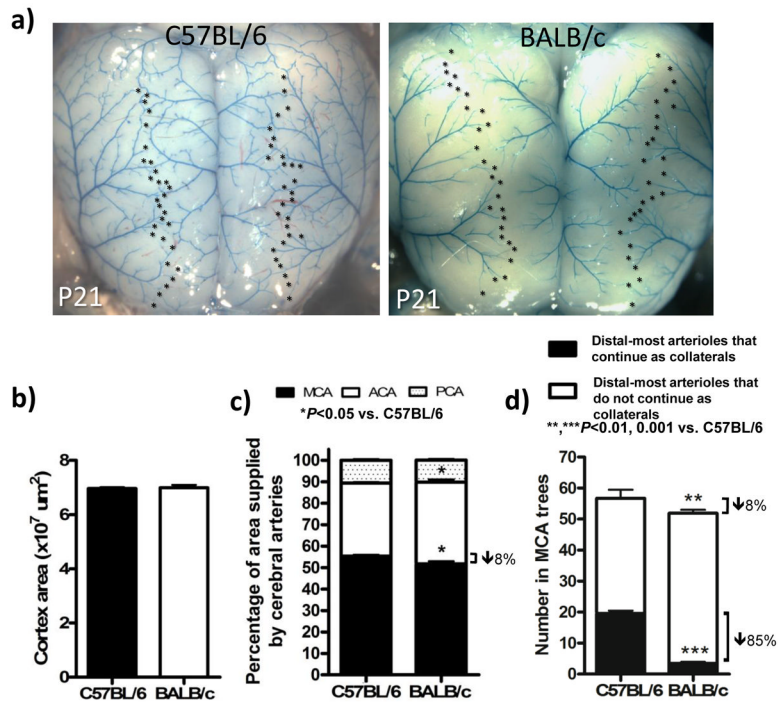 a)
C57BL/6
BALB/c
P21
P21
Distal-most arterioles that
continue as collaterals
Distal-most arterioles that
do not continue as
collaterals
b)
c)
MCA ACA PCA
*P<0.05 vs. C57BL/6
d)
**,***P<0.01, 0.001 vs. C57BL/6
Cortex area (x10⁷ um²)
8
6
4
2
0
C57BL/6 BALB/c
Percentage of area supplied
by cerebral arteries
100
90
80
70
60
50
40
30
20
10
0
*
*
↓8%
C57BL/6 BALB/c
Number in MCA trees
70
60
50
40
30
20
10
0
**
↓8%
***
↓85%
C57BL/6 BALB/c